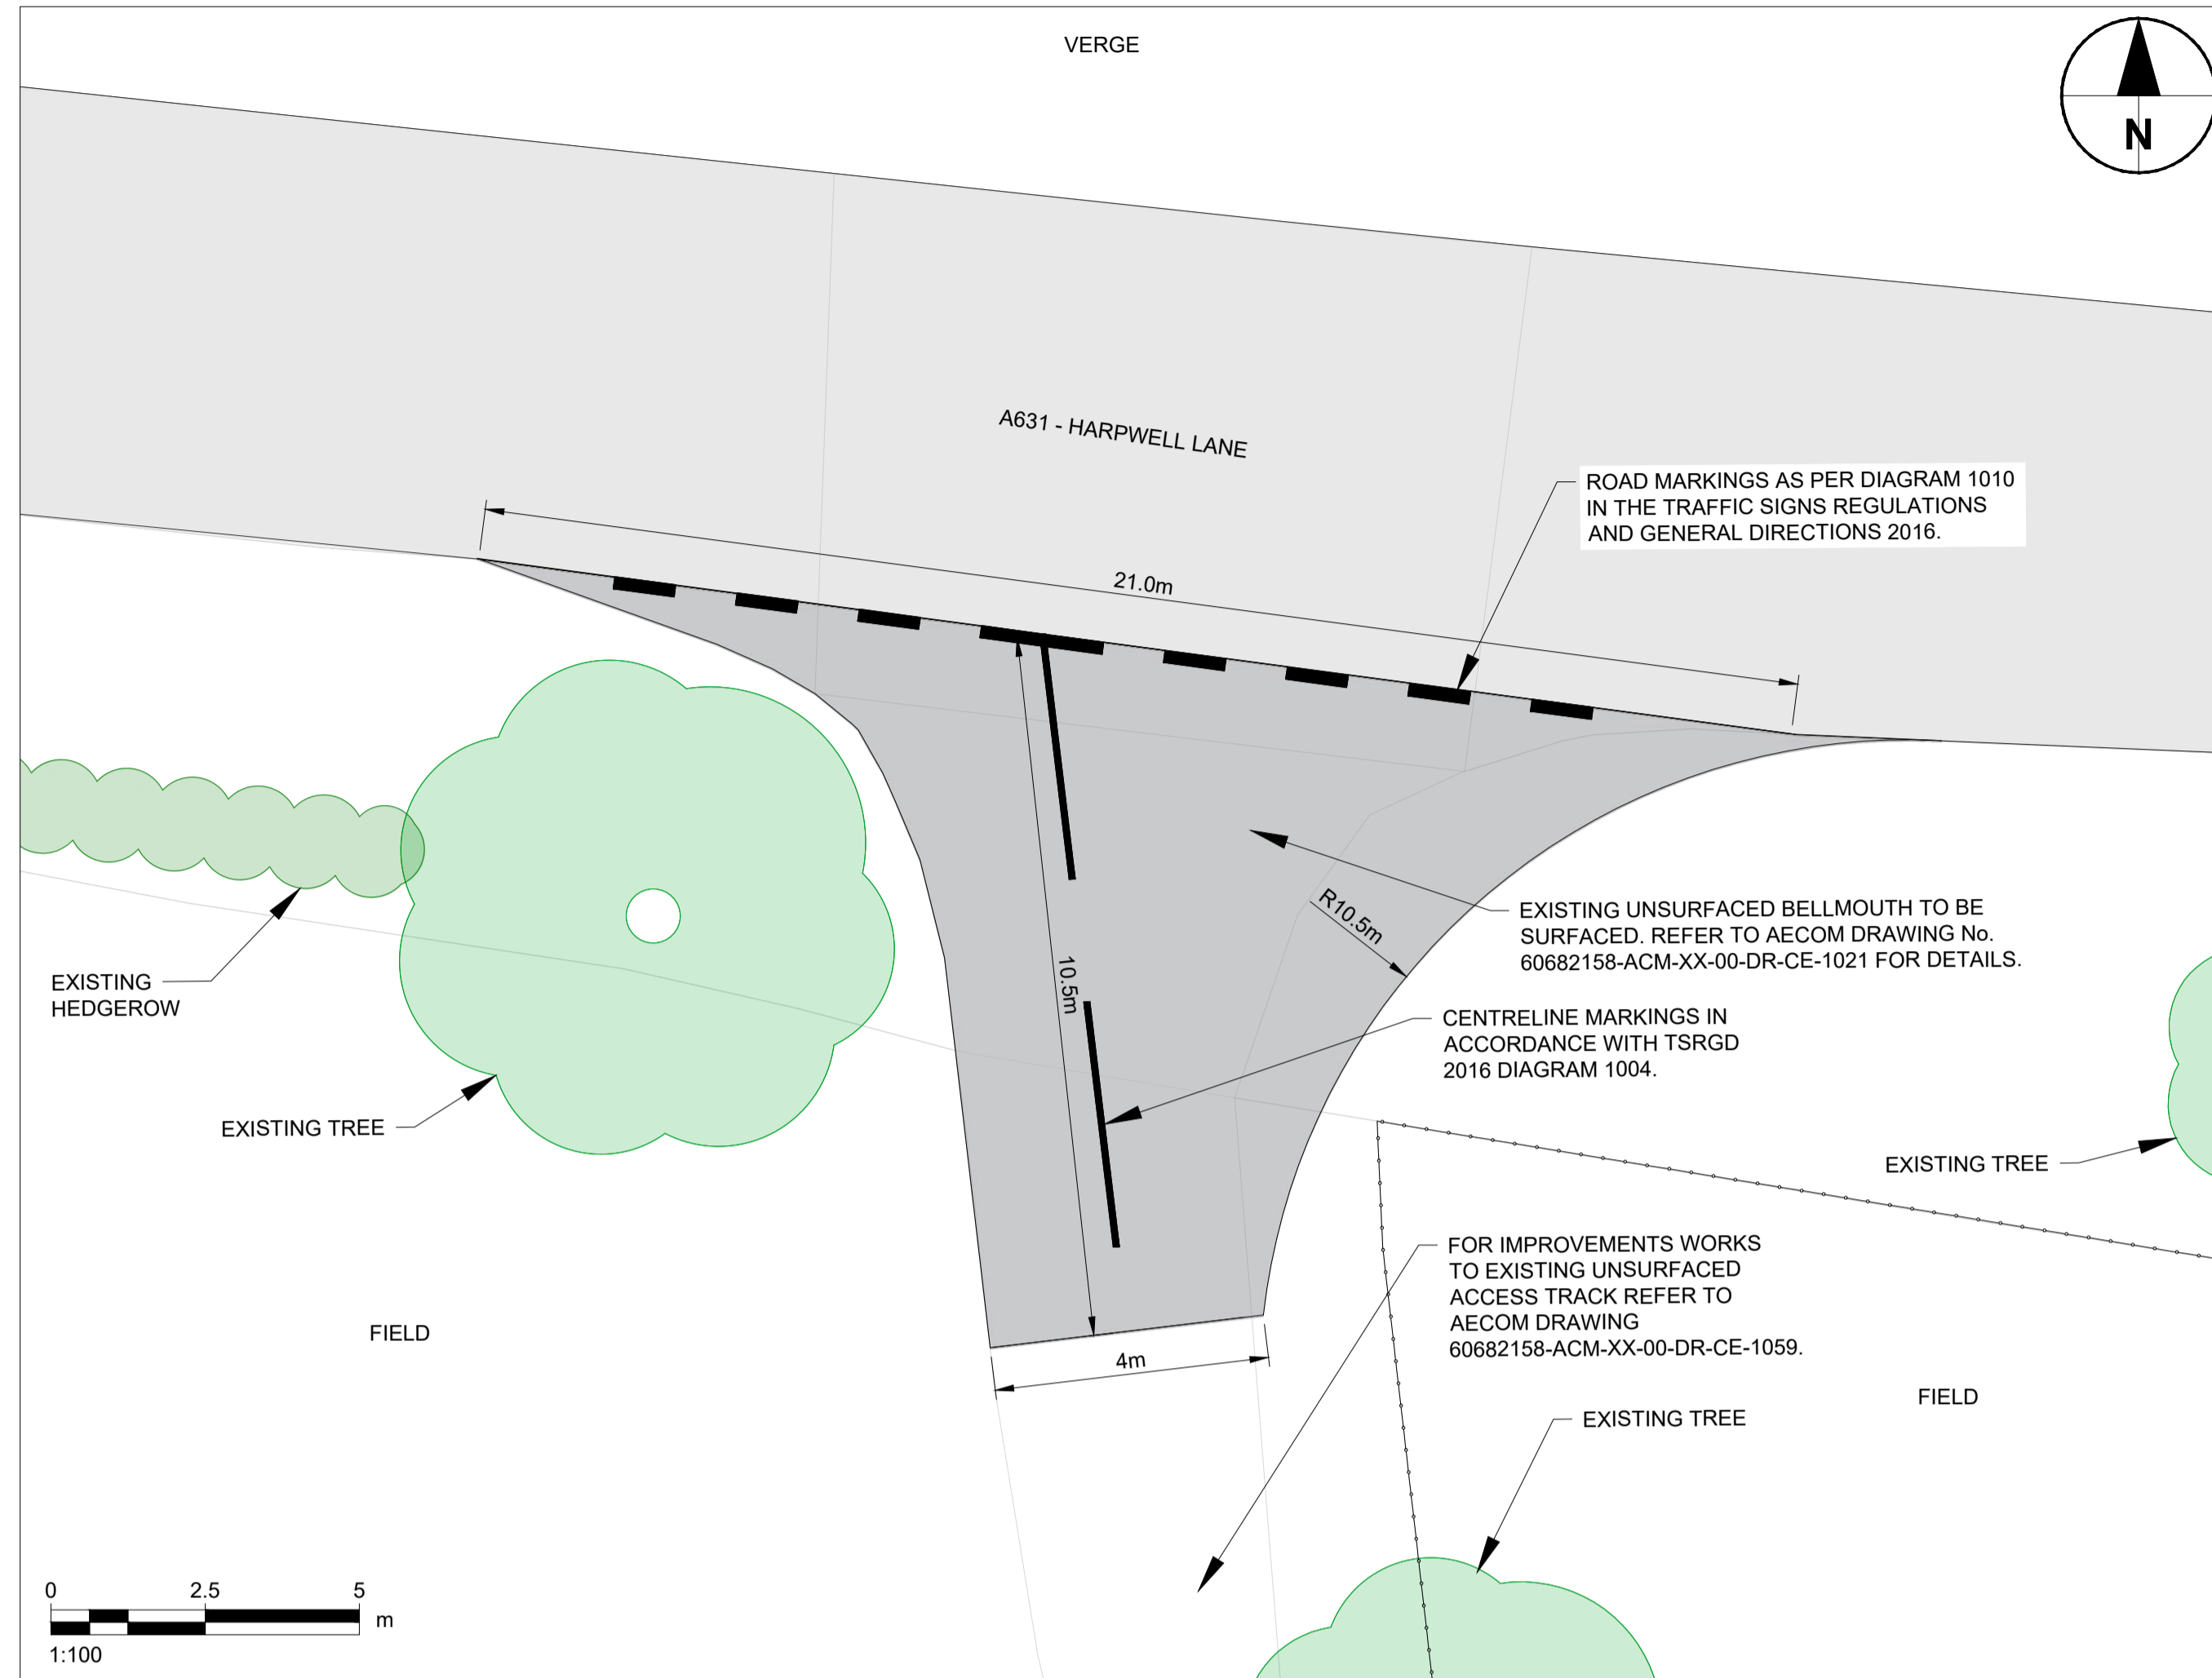 VERGE
N
A631 - HARPWELL LANE
ROAD MARKINGS AS PER DIAGRAM 1010
IN THE TRAFFIC SIGNS REGULATIONS
AND GENERAL DIRECTIONS 2016.
21.0m
R10.5m
EXISTING UNSURFACED BELLMOUTH TO BE
SURFACED. REFER TO AECOM DRAWING No.
60682158-ACM-XX-00-DR-CE-1021 FOR DETAILS.
10.5m
EXISTING
HEDGEROW
CENTRELINE MARKINGS IN
ACCORDANCE WITH TSRGD
2016 DIAGRAM 1004.
EXISTING TREE
EXISTING TREE
FOR IMPROVEMENTS WORKS
TO EXISTING UNSURFACED
ACCESS TRACK REFER TO
AECOM DRAWING
60682158-ACM-XX-00-DR-CE-1059.
FIELD
4m
FIELD
EXISTING TREE
0 2.5 5
m
1:100